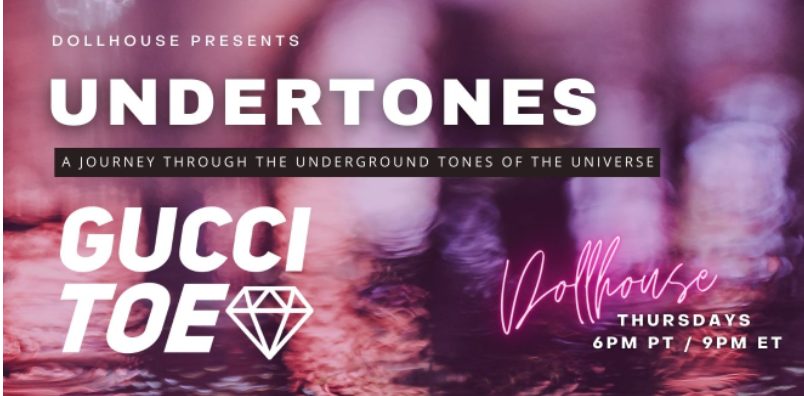 DOLLHOUSE PRESENTS
UNDERTONES
A JOURNEY THROUGH THE UNDERGROUND TONES OF THE UNIVERSE
GUCCI
TOE
Dollhouse
THURSDAYS
6PM PT / 9PM ET